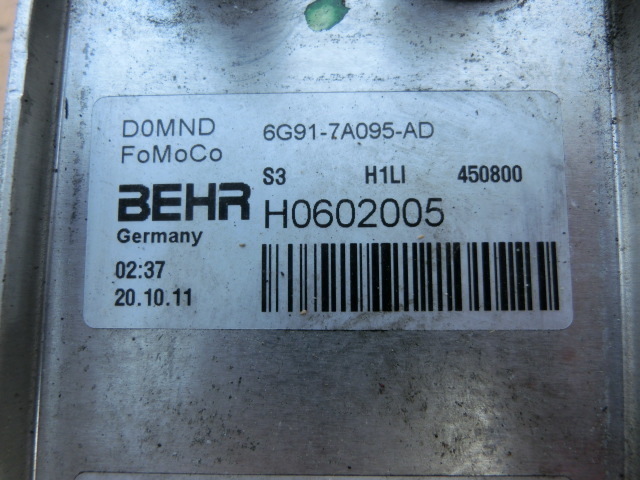 D0MND 6G91-7A095-AD
FoMoCo
S3 H1LI 450800
BEHR H0602005
Germany
02:37
20.10.11